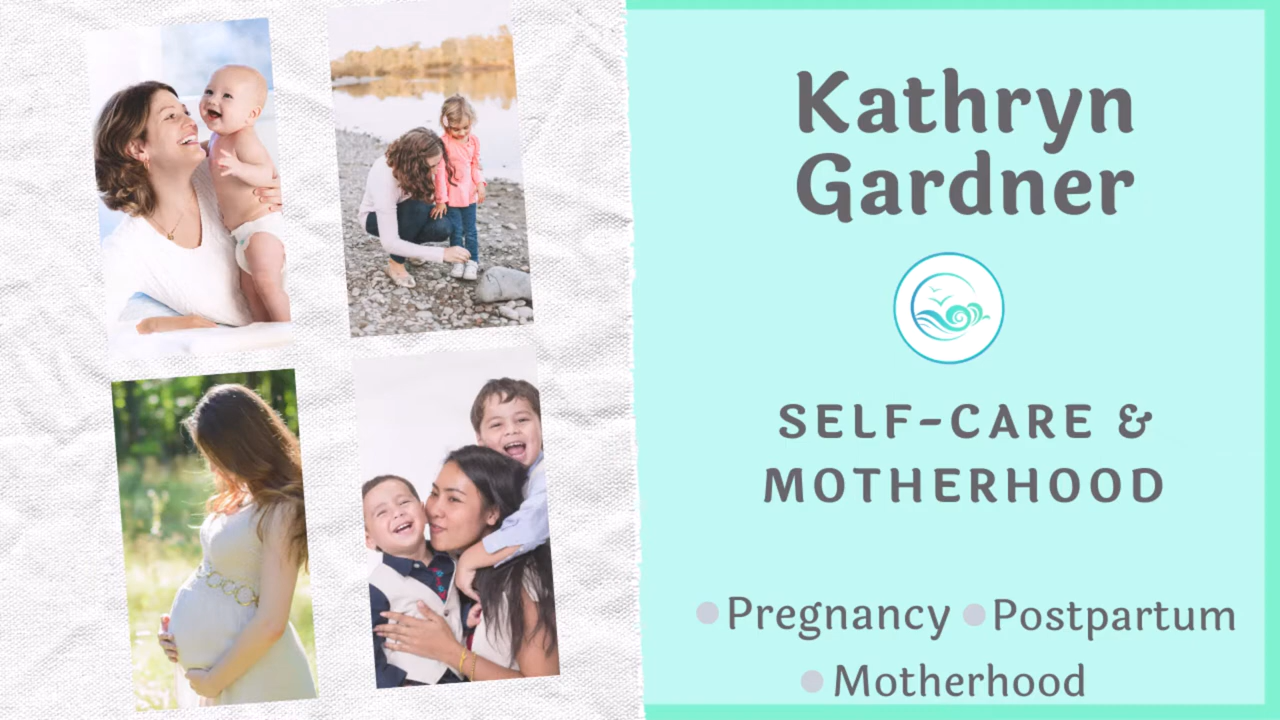 Kathryn
Gardner
SELF-CARE &
MOTHERHOOD
Pregnancy Postpartum
Motherhood